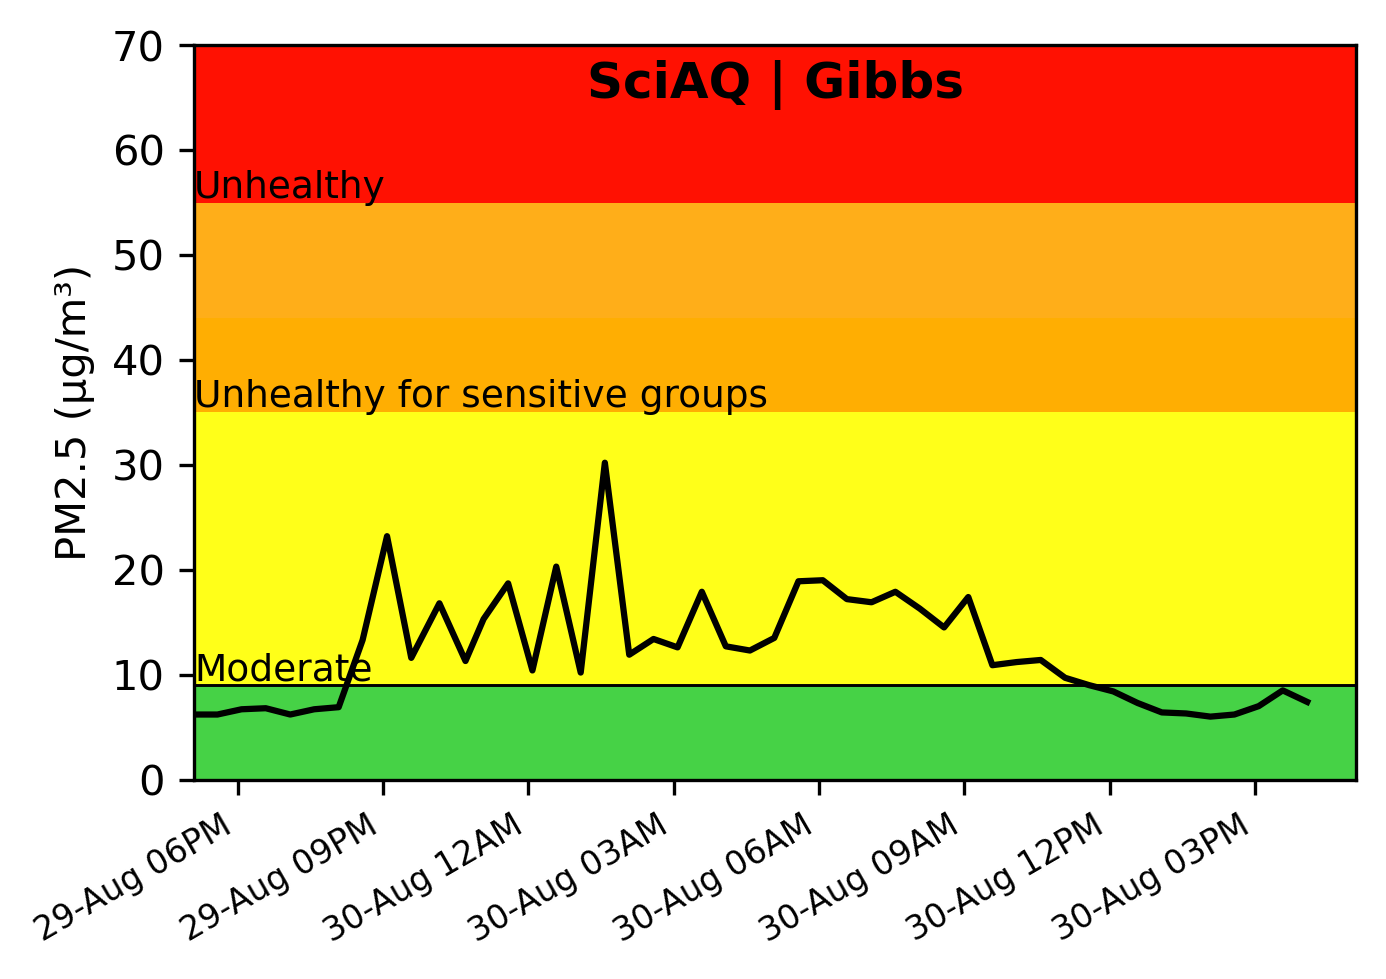 SciAQ | Gibbs
70
60
50
40
30
20
10
0
PM2.5 (µg/m³)
Unhealthy
Unhealthy for sensitive groups
Moderate
29-Aug 06PM
29-Aug 09PM
30-Aug 12AM
30-Aug 03AM
30-Aug 06AM
30-Aug 09AM
30-Aug 12PM
30-Aug 03PM